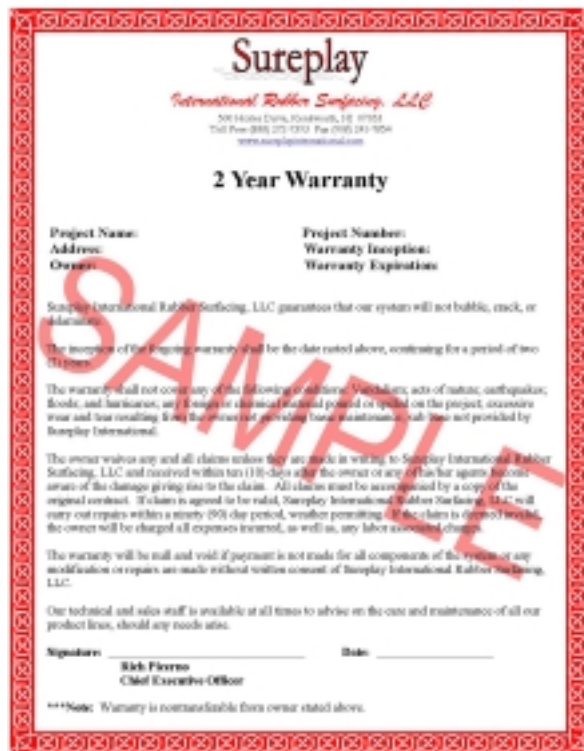 Sureplay
International Rubber Surfacing, LLC
www.sureplayinternational.com
2 Year Warranty
Project Name: Project Number:
Address: Warranty Inception:
Owner: Warranty Expiration:
Sureplay International Rubber Surfacing, LLC guarantees that our system will not bubble, crack, or
The inception of the forgoing warranty shall be the date noted above, continuing for a period of two
(2) years.
The warranty shall not cover any of the following conditions: Vandalism; acts of nature; earthquakes;
floods; and hurricanes; any foreign or chemical material poured or spilled on the project, excessive
wear and tear resulting from the owner not providing basic maintenance; sub-base not provided by
Sureplay International.
The owner waives any and all claims unless they are made in writing to Sureplay International Rubber
Surfacing, LLC and received within ten (10) days after the owner or any of his/her agents become
aware of the damage giving rise to the claim. All claims must be accompanied by a copy of the
original contract. If claim is agreed to be valid, Sureplay International Rubber Surfacing, LLC will
carry out repairs within a ninety (90) day period, weather permitting. If the claim is deemed invalid,
the owner will be charged all expenses incurred, as well as, any labor associated charges.
The warranty will be null and void if payment is not made for all components of the system or any
modification or repairs are made without written consent of Sureplay International Rubber Surfacing,
LLC.
Our technical and sales staff is available at all times to advise on the care and maintenance of all our
product lines, should any needs arise.
Signature: Date:
Rich Picerno
Chief Executive Officer
***Note: Warranty is nontransferable from owner stated above.
SAMPLE